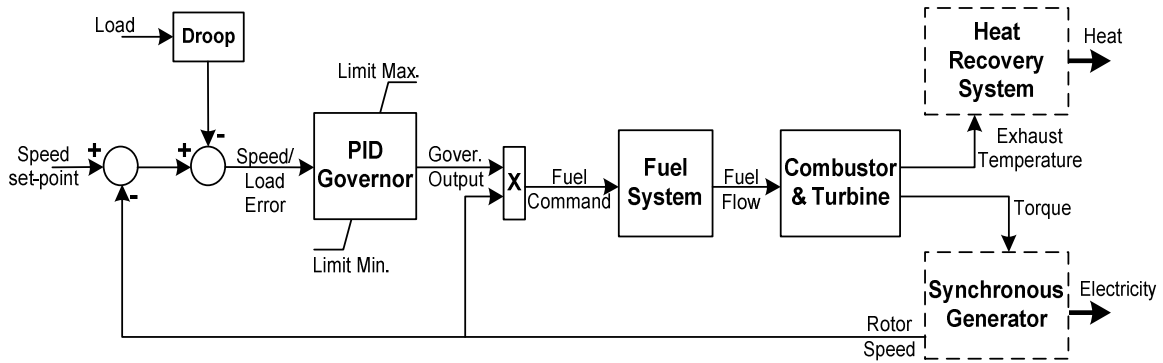 Load
Droop
Limit Max.
Heat
Recovery
System
Heat
+
-
+
-
Speed
set-point
Speed/
Load
Error
PID
Governor
Gover.
Output
X
Fuel
Command
Fuel
System
Fuel
Flow
Combustor
& Turbine
Exhaust
Temperature
Torque
Limit Min.
Synchronous
Generator
Electricity
Rotor
Speed